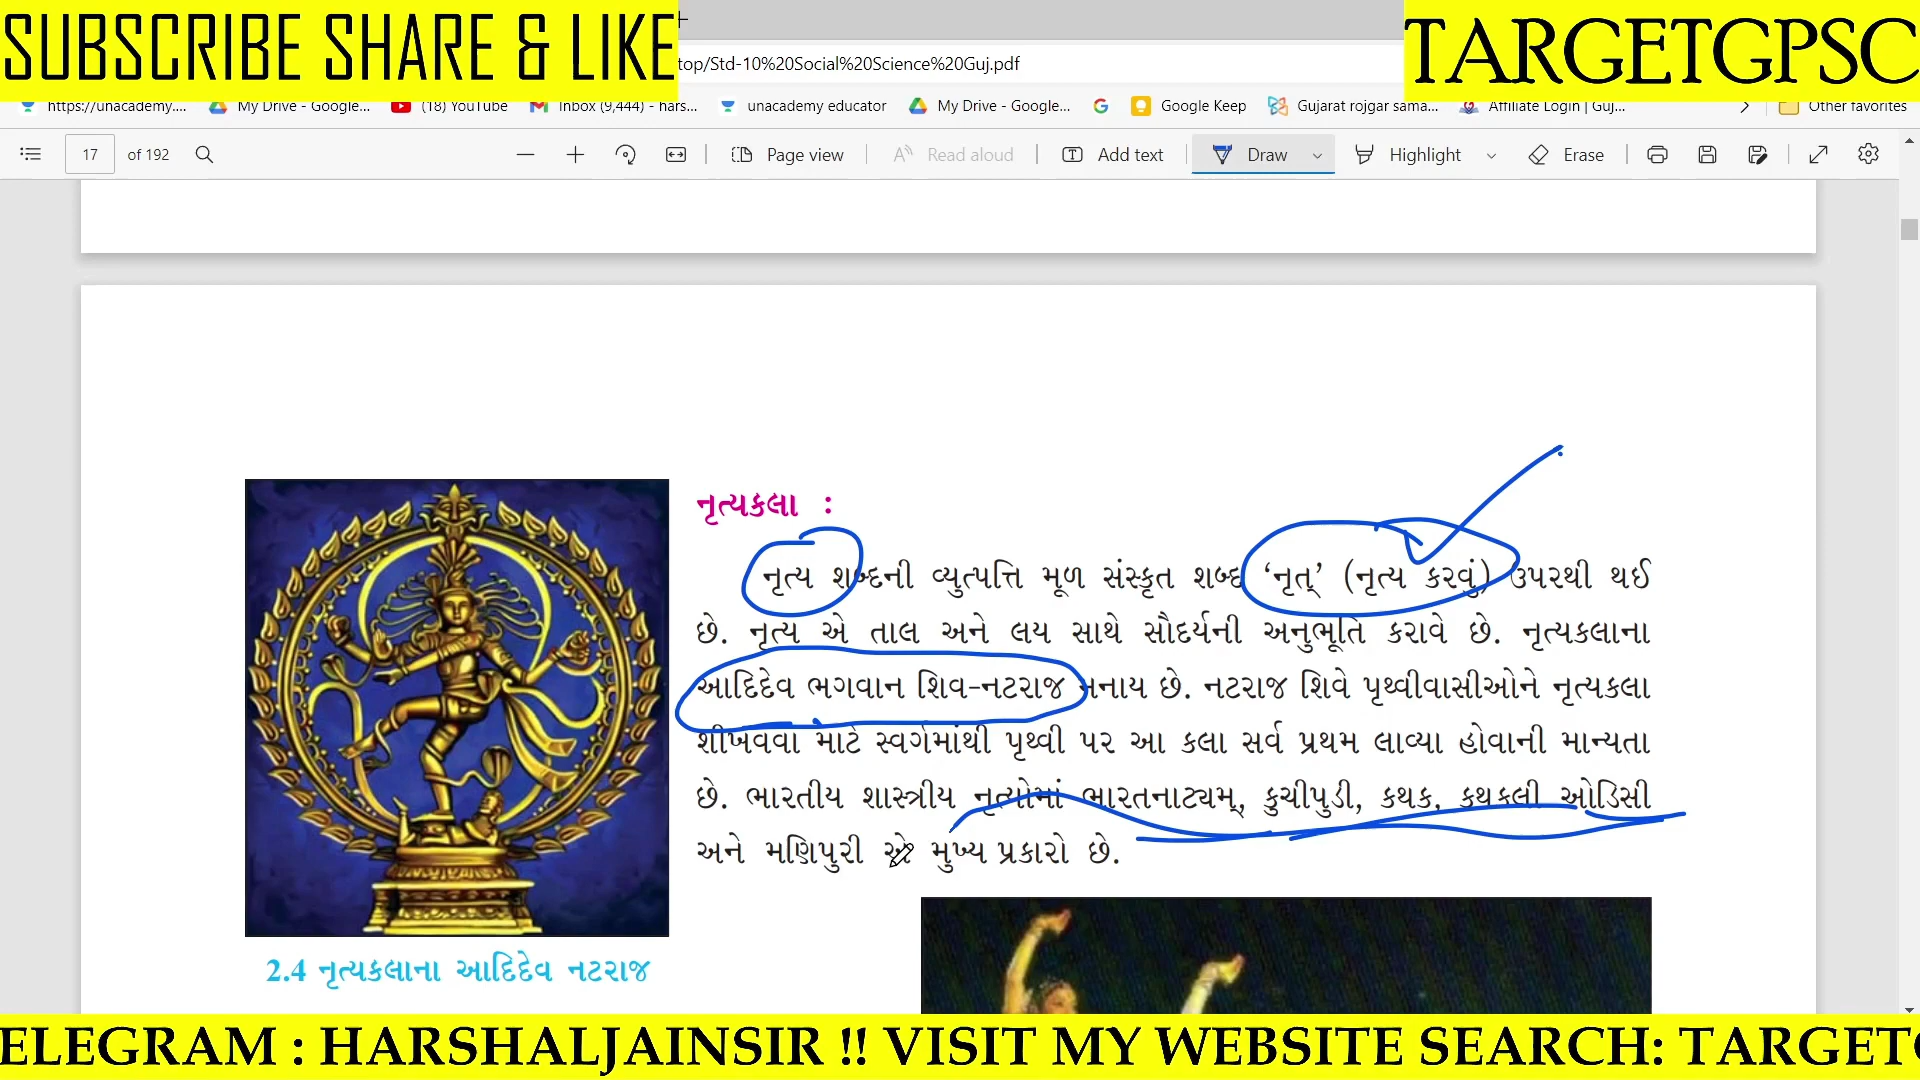 SUBSCRIBE SHARE & LIKE
TARGETGPSC
top/Std-10%20Social%20Science%20Guj.pdf
https://unacademy.... My Drive - Google... (18) YouTube Inbox (9,444) - hars... unacademy educator My Drive - Google... Google Keep Gujarat rojgar sama... Affiliate Login | Guj... Other favorites
17 of 192 Page view Read aloud Add text Draw Highlight Erase
નૃત્યકલા :
નૃત્ય શબ્દની વ્યુત્પત્તિ મૂળ સંસ્કૃત શબ્દ ‘નૃત્’ (નૃત્ય કરવું) ઉપરથી થઈ
છે. નૃત્ય એ તાલ અને લય સાથે સૌદર્યની અનુભૂતિ કરાવે છે. નૃત્યકલાના
આદિદેવ ભગવાન શિવ-નટરાજ મનાય છે. નટરાજ શિવે પૃથ્વીવાસીઓને નૃત્યકલા
શીખવવા માટે સ્વર્ગમાંથી પૃથ્વી પર આ કલા સર્વ પ્રથમ લાવ્યા હોવાની માન્યતા
છે. ભારતીય શાસ્ત્રીય નૃત્યોમાં ભારતનાટ્યમ્, કુચીપુડી, કથક, કથકલી ઓડિસી
અને મણિપુરી એ મુખ્ય પ્રકારો છે.
2.4 નૃત્યકલાના આદિદેવ નટરાજ
ELEGRAM : HARSHALJAINSIR !! VISIT MY WEBSITE SEARCH: TARGETG